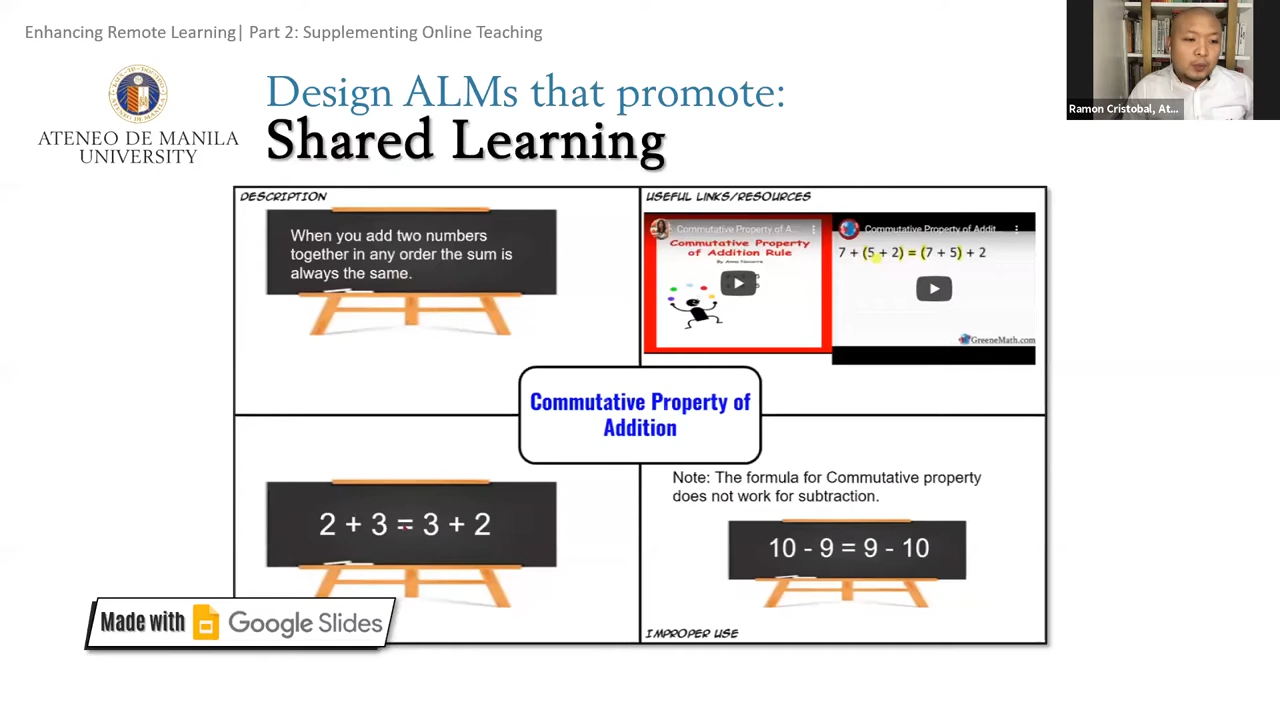 Enhancing Remote Learning| Part 2: Supplementing Online Teaching
Ramon Cristobal, At...
ATENEO DE MANILA
UNIVERSITY
Design ALMs that promote:
Shared Learning
DESCRIPTION
When you add two numbers
together in any order the sum is
always the same.
USEFUL LINKS/RESOURCES
Commutative Property of A...
Commutative Property
of Addition Rule
By Anna Navarre
Commutative Property of Addit
7 + (5 + 2) = (7 + 5) + 2
GreeneMath.com
Commutative Property of
Addition
2 + 3 = 3 + 2
Note: The formula for Commutative property
does not work for subtraction.
10 - 9 = 9 - 10
IMPROPER USE
Made with Google Slides